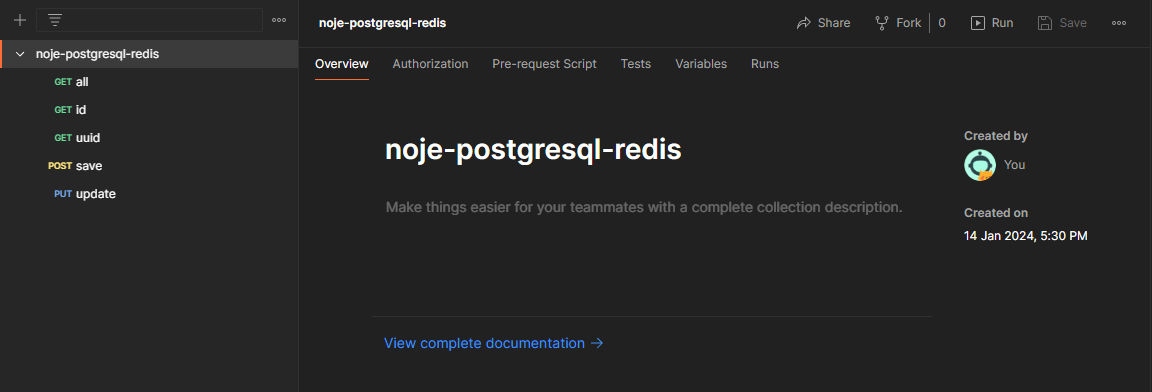 noje-postgresql-redis
Share
Fork
0
Run
Save
noje-postgresql-redis
GET all
GET id
GET uuid
POST save
PUT update
Overview
Authorization
Pre-request Script
Tests
Variables
Runs
noje-postgresql-redis
Make things easier for your teammates with a complete collection description.
View complete documentation →
Created by
You
Created on
14 Jan 2024, 5:30 PM